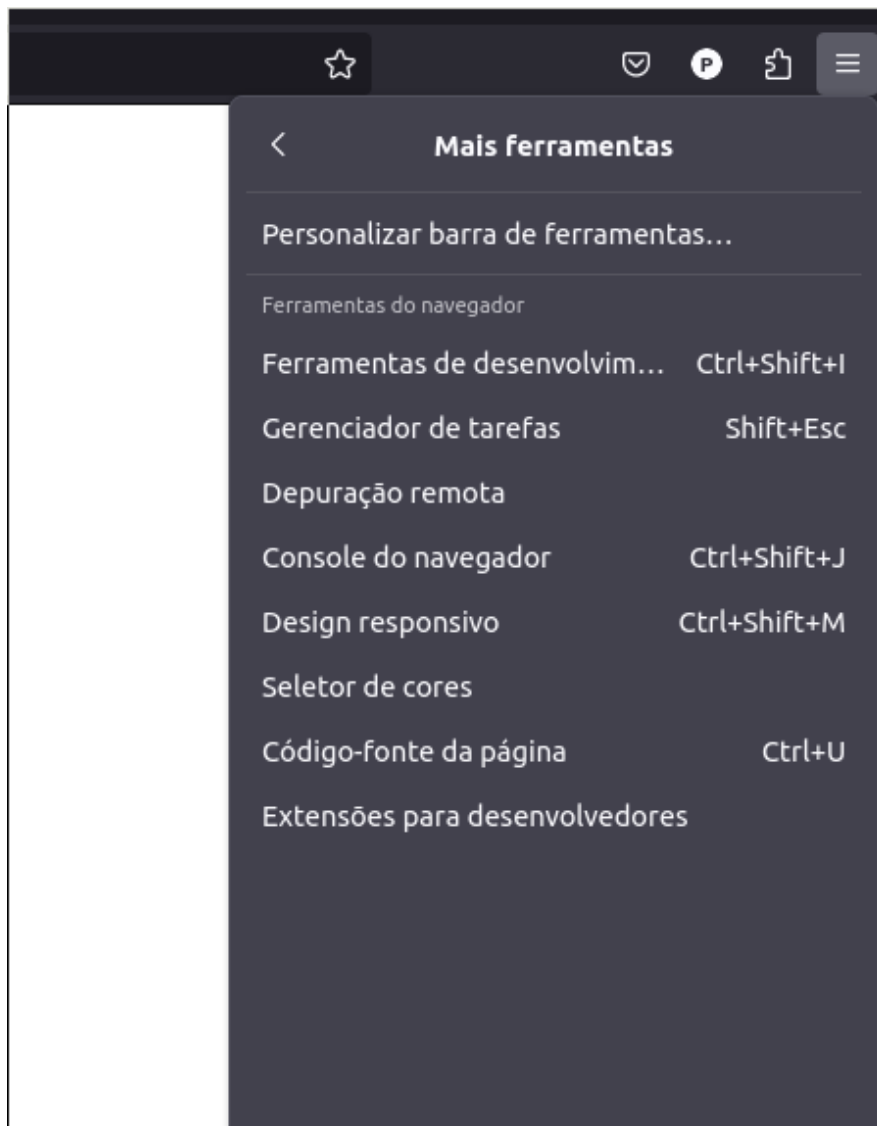 P
Mais ferramentas
Personalizar barra de ferramentas...
Ferramentas do navegador
Ferramentas de desenvolvim... Ctrl+Shift+I
Gerenciador de tarefas Shift+Esc
Depuração remota
Console do navegador Ctrl+Shift+J
Design responsivo Ctrl+Shift+M
Seletor de cores
Código-fonte da página Ctrl+U
Extensões para desenvolvedores